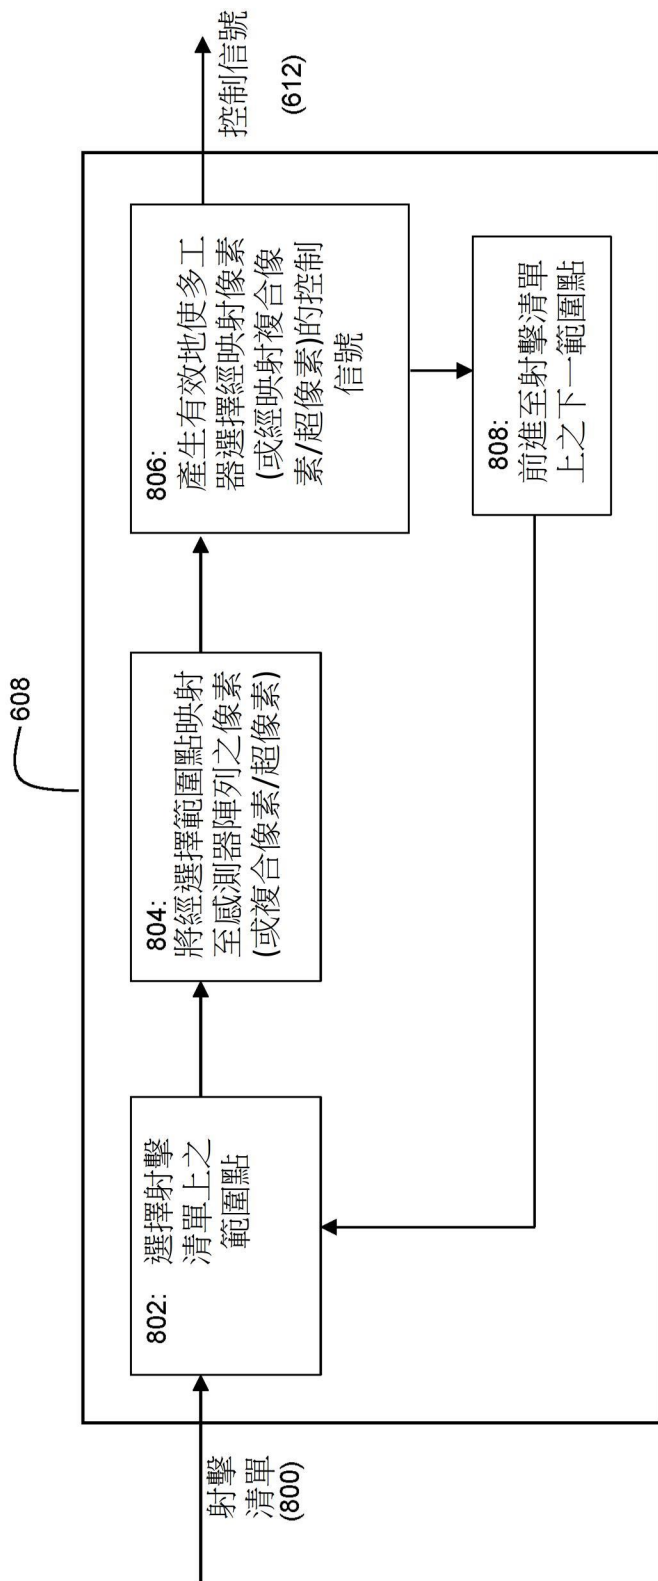 608
射擊
清單
(800)
802:
選擇射擊
清單上之
範圍點
804:
將經選擇範圍點映射
至感測器陣列之像素
(或複合像素/超像素)
806:
產生有效地使多工
器選擇經映射像素
(或經映射複合像
素/超像素)的控制
信號
808:
前進至射擊清單
上之下一範圍點
控制信號
(612)